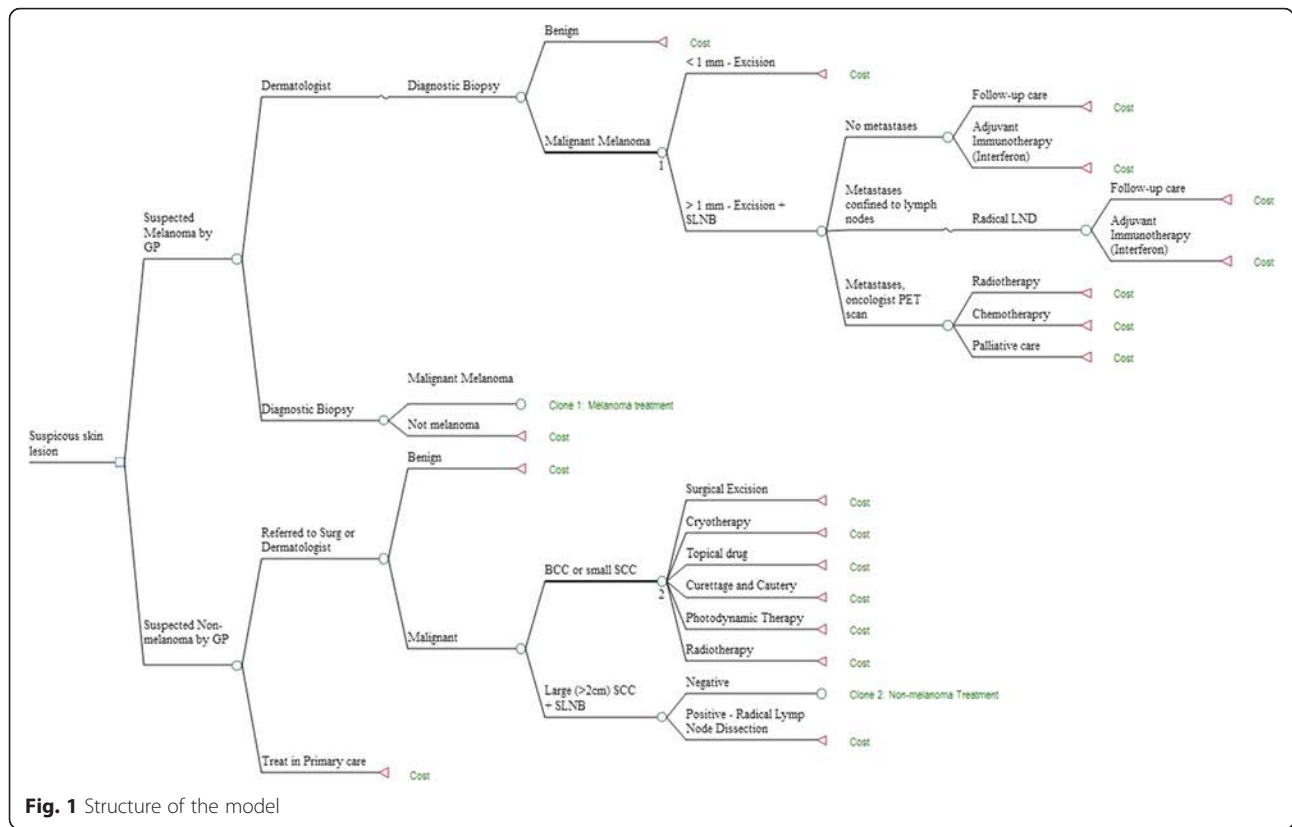 Benign
Cost
< 1 mm - Excision
Cost
Dermatologist
Diagnostic Biopsy
Follow-up care
Cost
Malignant Melanoma
1
No metastases
Adjuvant
Immunotherapy
(Interferon)
Cost
Suspected
Melanoma by
GP
> 1 mm - Excision +
SLNB
Metastases
confined to lymph
nodes
Radical LND
Follow-up care
Cost
Adjuvant
Immunotherapy
(Interferon)
Cost
Metastases,
oncologist PET
scan
Radiotherapy
Cost
Chemotherapry
Cost
Palliative care
Cost
Malignant Melanoma
Clone 1: Melanoma treatment
Diagnostic Biopsy
Not melanoma
Cost
Suspicous skin
lesion
Benign
Cost
Referred to Surg or
Dermatologist
Surgical Excision
Cost
Cryotherapy
Cost
BCC or small SCC
2
Topical drug
Cost
Curettage and Cautery
Cost
Suspected Non-
melanoma by GP
Malignant
Photodynamic Therapy
Cost
Radiotherapy
Cost
Large (>2cm) SCC
+ SLNB
Negative
Clone 2: Non-melanoma Treatment
Positive - Radical Lymp
Node Dissection
Cost
Treat in Primary care
Cost
Fig. 1 Structure of the model